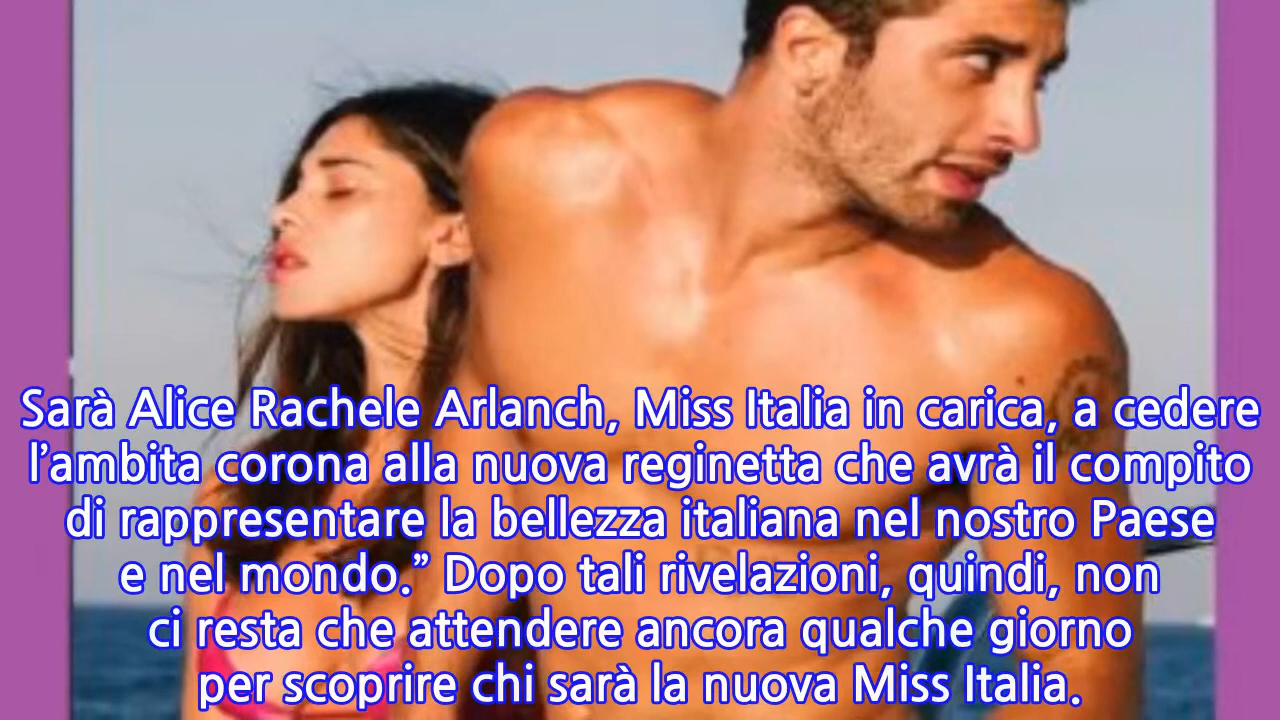 Sarà Alice Rachele Arlanch, Miss Italia in carica, a cedere
l’ambita corona alla nuova reginetta che avrà il compito
di rappresentare la bellezza italiana nel nostro Paese
e nel mondo.” Dopo tali rivelazioni, quindi, non
ci resta che attendere ancora qualche giorno
per scoprire chi sarà la nuova Miss Italia.